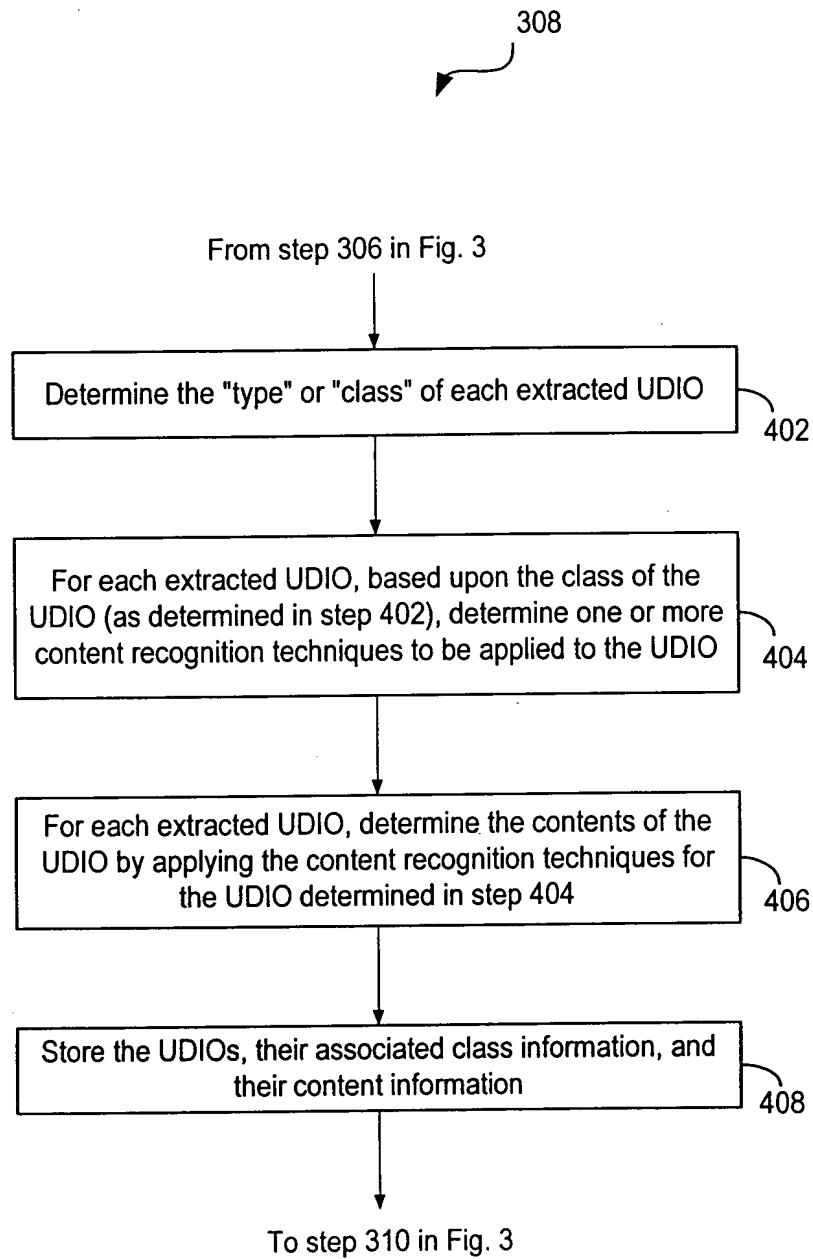 308
From step 306 in Fig. 3
Determine the "type" or "class" of each extracted UDIO
402
For each extracted UDIO, based upon the class of the
UDIO (as determined in step 402), determine one or more
content recognition techniques to be applied to the UDIO
404
For each extracted UDIO, determine the contents of the
UDIO by applying the content recognition techniques for
the UDIO determined in step 404
406
Store the UDIOs, their associated class information, and
their content information
408
To step 310 in Fig. 3